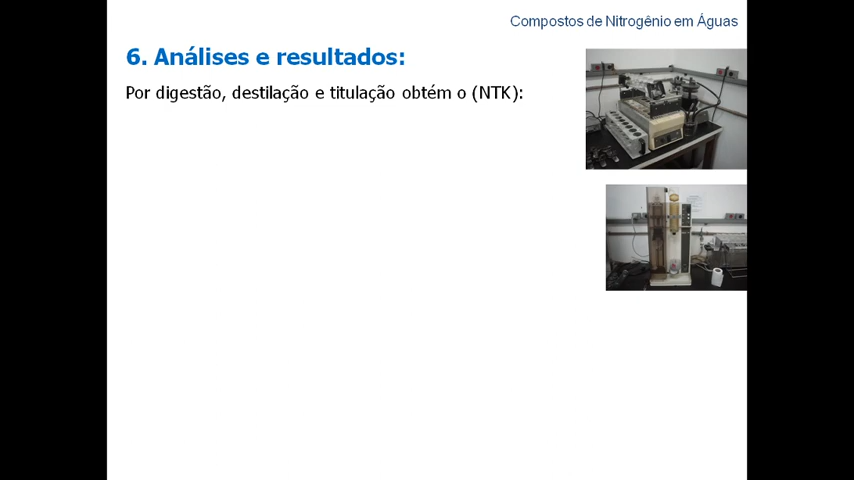 Compostos de Nitrogênio em Águas
6. Análises e resultados:
Por digestão, destilação e titulação obtém o (NTK):